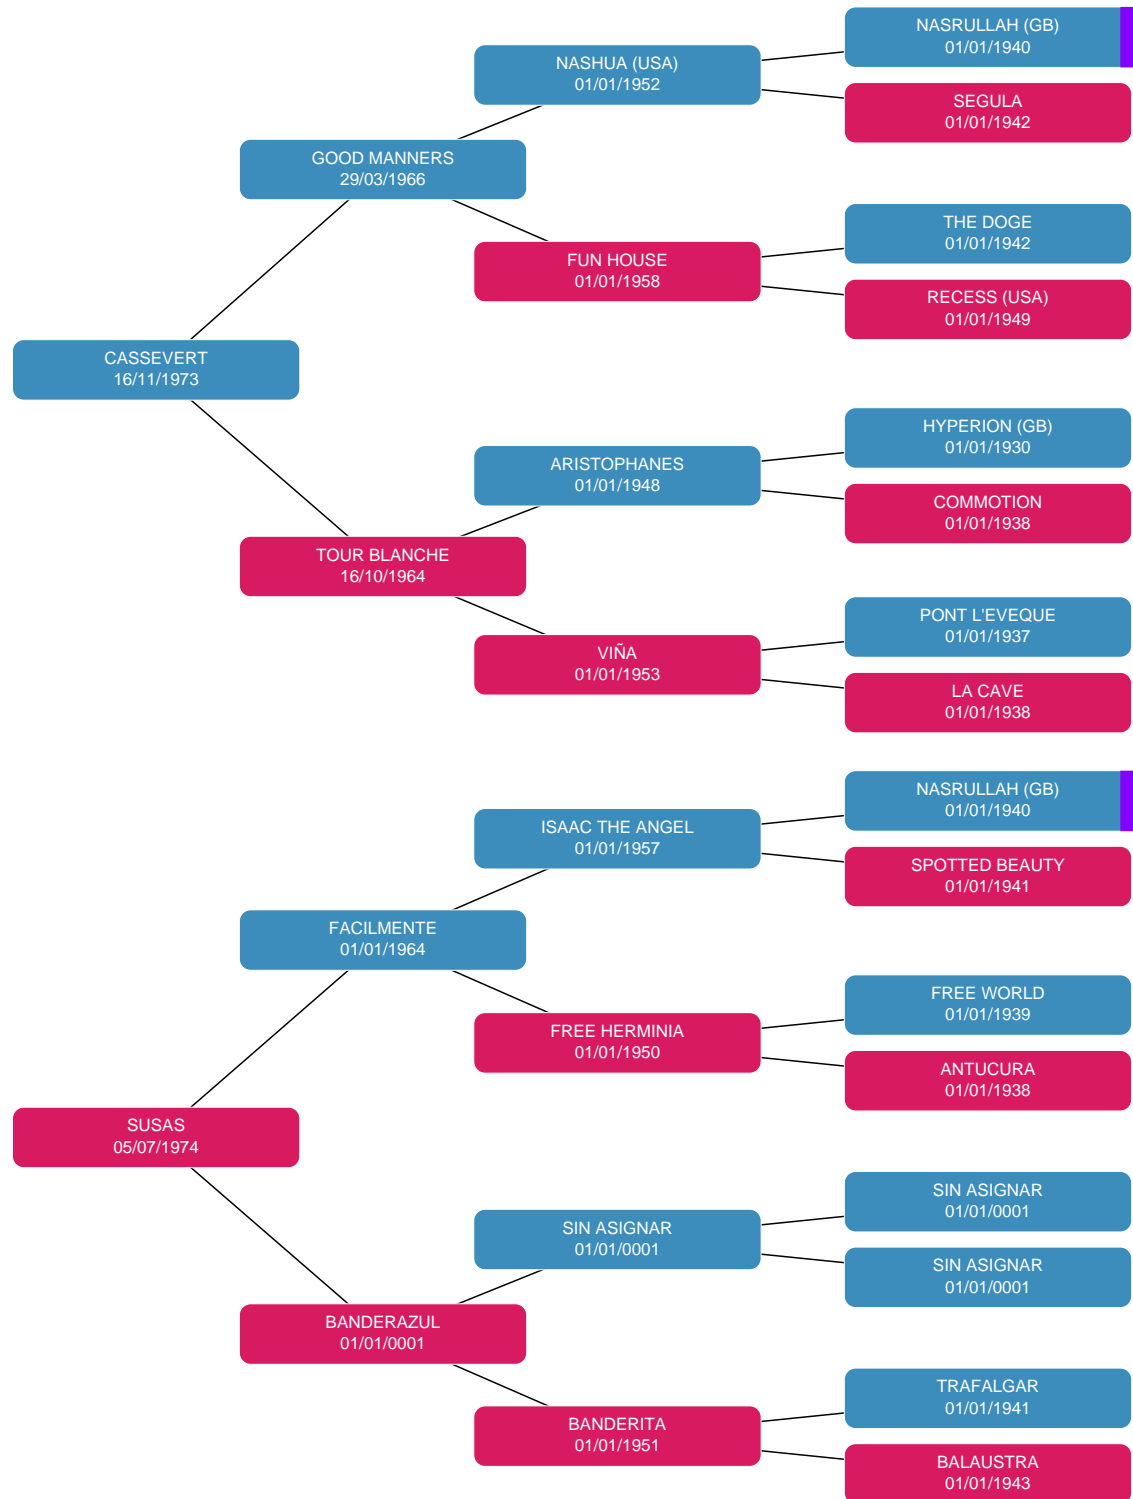 NASRULLAH (GB)
01/01/1940
NASHUA (USA)
01/01/1952
SEGULA
01/01/1942
GOOD MANNERS
29/03/1966
THE DOGE
01/01/1942
FUN HOUSE
01/01/1958
RECESS (USA)
01/01/1949
CASSEVERT
16/11/1973
HYPERION (GB)
01/01/1930
ARISTOPHANES
01/01/1948
COMMOTION
01/01/1938
TOUR BLANCHE
16/10/1964
PONT L'EVEQUE
01/01/1937
VIÑA
01/01/1953
LA CAVE
01/01/1938
NASRULLAH (GB)
01/01/1940
ISAAC THE ANGEL
01/01/1957
SPOTTED BEAUTY
01/01/1941
FACILMENTE
01/01/1964
FREE WORLD
01/01/1939
FREE HERMINIA
01/01/1950
ANTUCURA
01/01/1938
SUSAS
05/07/1974
SIN ASIGNAR
01/01/0001
SIN ASIGNAR
01/01/0001
SIN ASIGNAR
01/01/0001
BANDERAZUL
01/01/0001
TRAFALGAR
01/01/1941
BANDERITA
01/01/1951
BALAUSTRA
01/01/1943